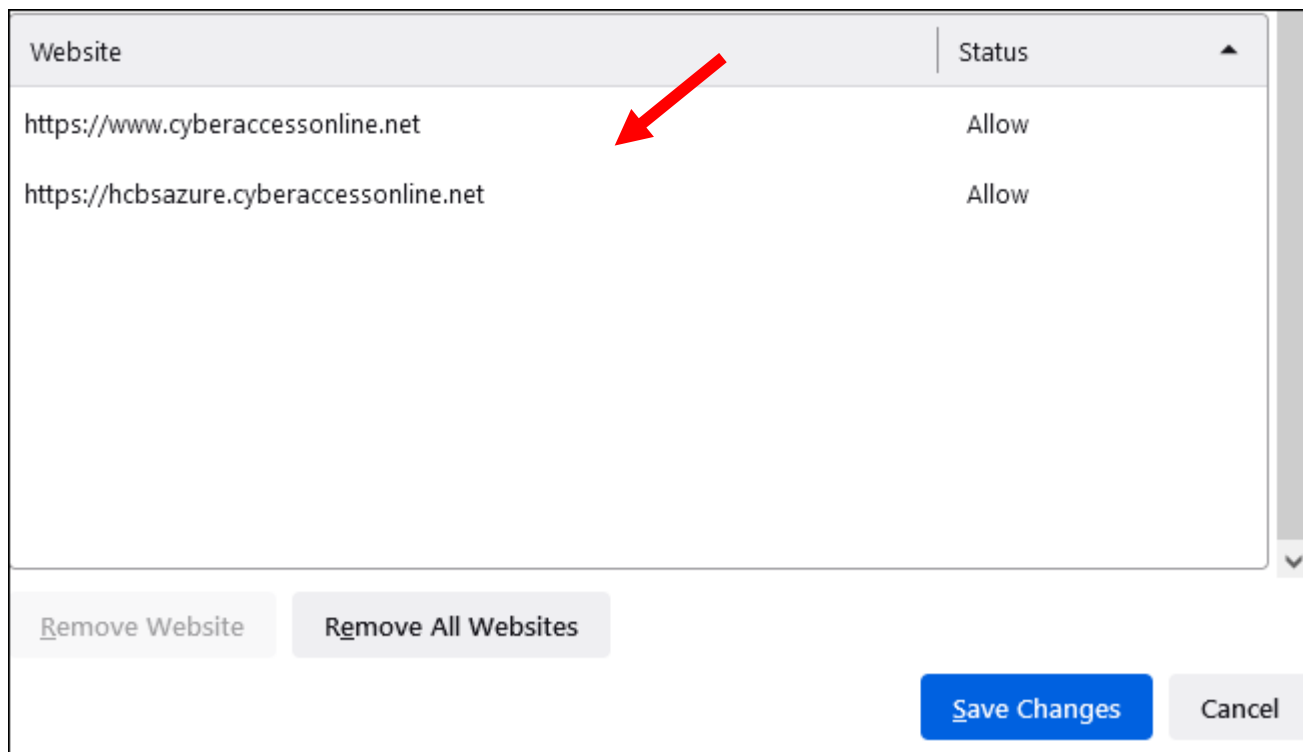 Website Status
https://www.cyberaccessonline.net Allow
https://hcbsazure.cyberaccessonline.net Allow
Remove Website Remove All Websites
Save Changes Cancel